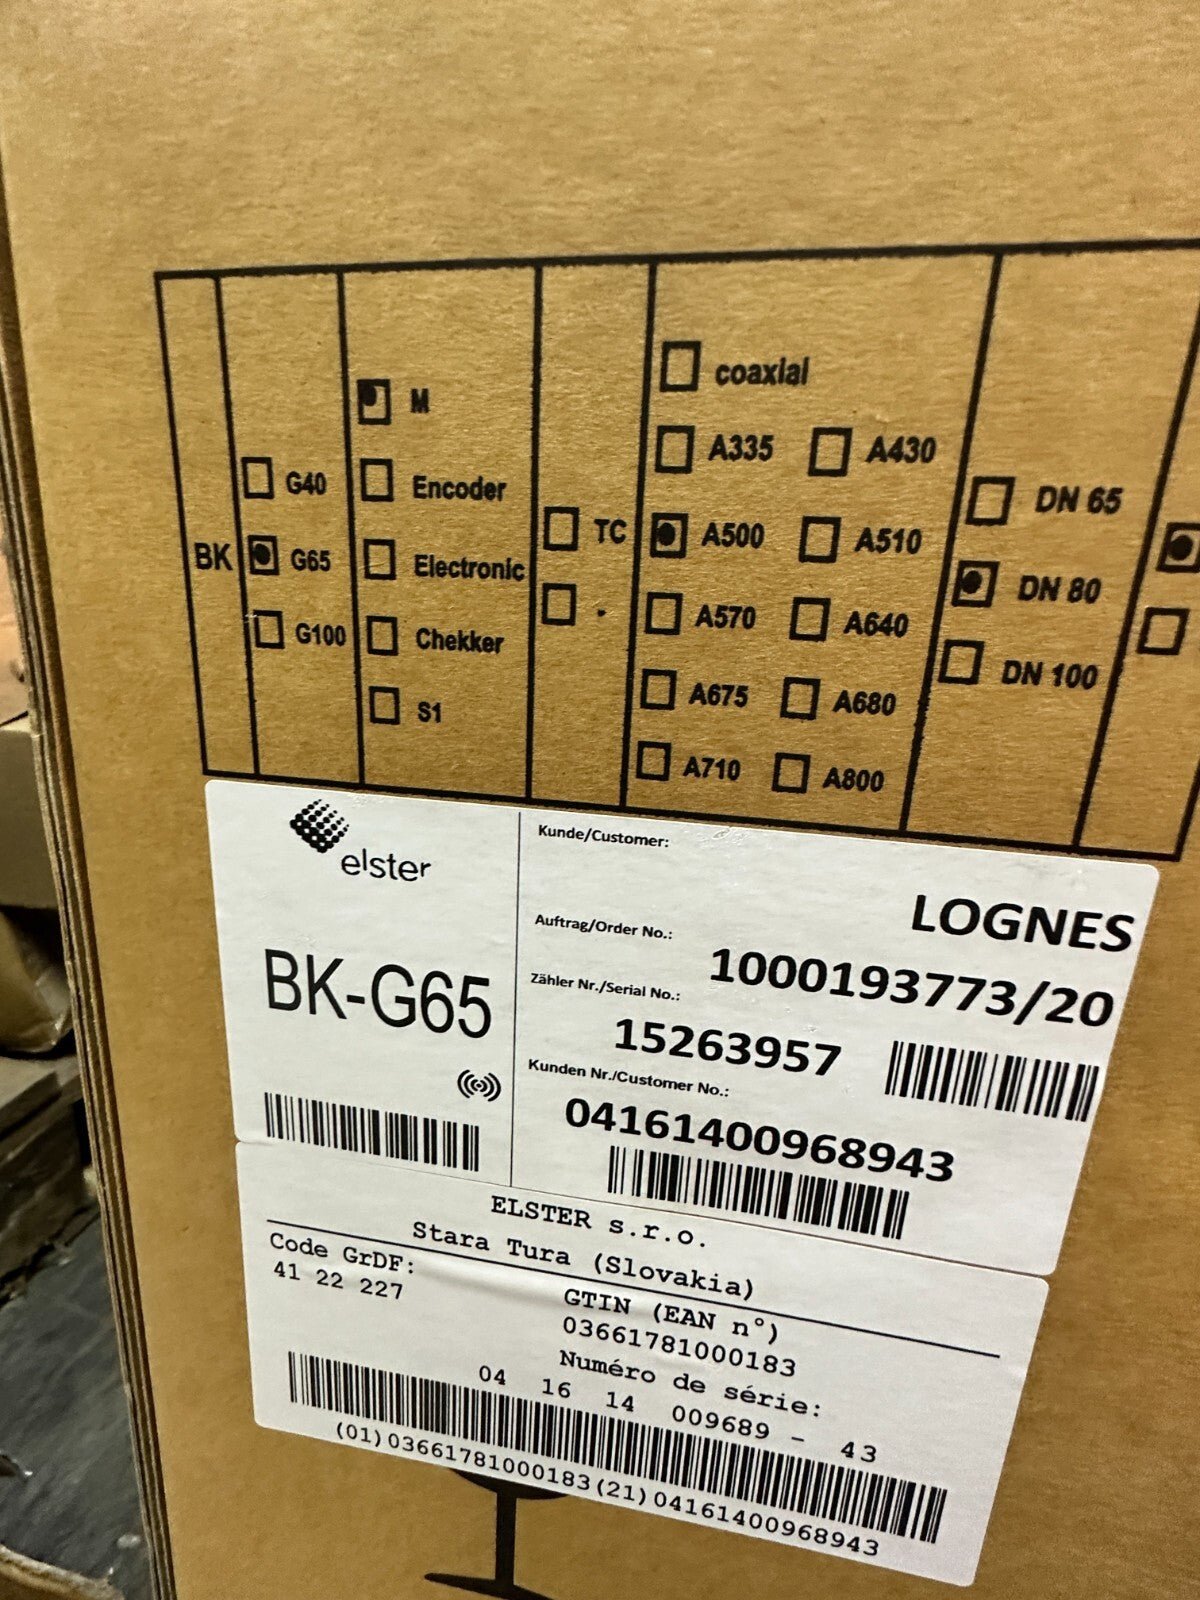 BK
G40
G65
G100
M
Encoder
Electronic
Chekker
S1
TC
-
coaxial
A335 A430
A500 A510
A570 A640
A675 A680
A710 A800
DN 65
DN 80
DN 100
elster
BK-G65
Kunde/Customer:
LOGNES
Auftrag/Order No.:
1000193773/20
Zähler Nr./Serial No.:
15263957
Kunden Nr./Customer No.:
04161400968943
ELSTER s.r.o.
Stara Tura (Slovakia)
Code GrDF:
41 22 227
GTIN (EAN n°)
03661781000183
Numéro de série:
04 16 14 009689 - 43
(01)03661781000183(21)04161400968943